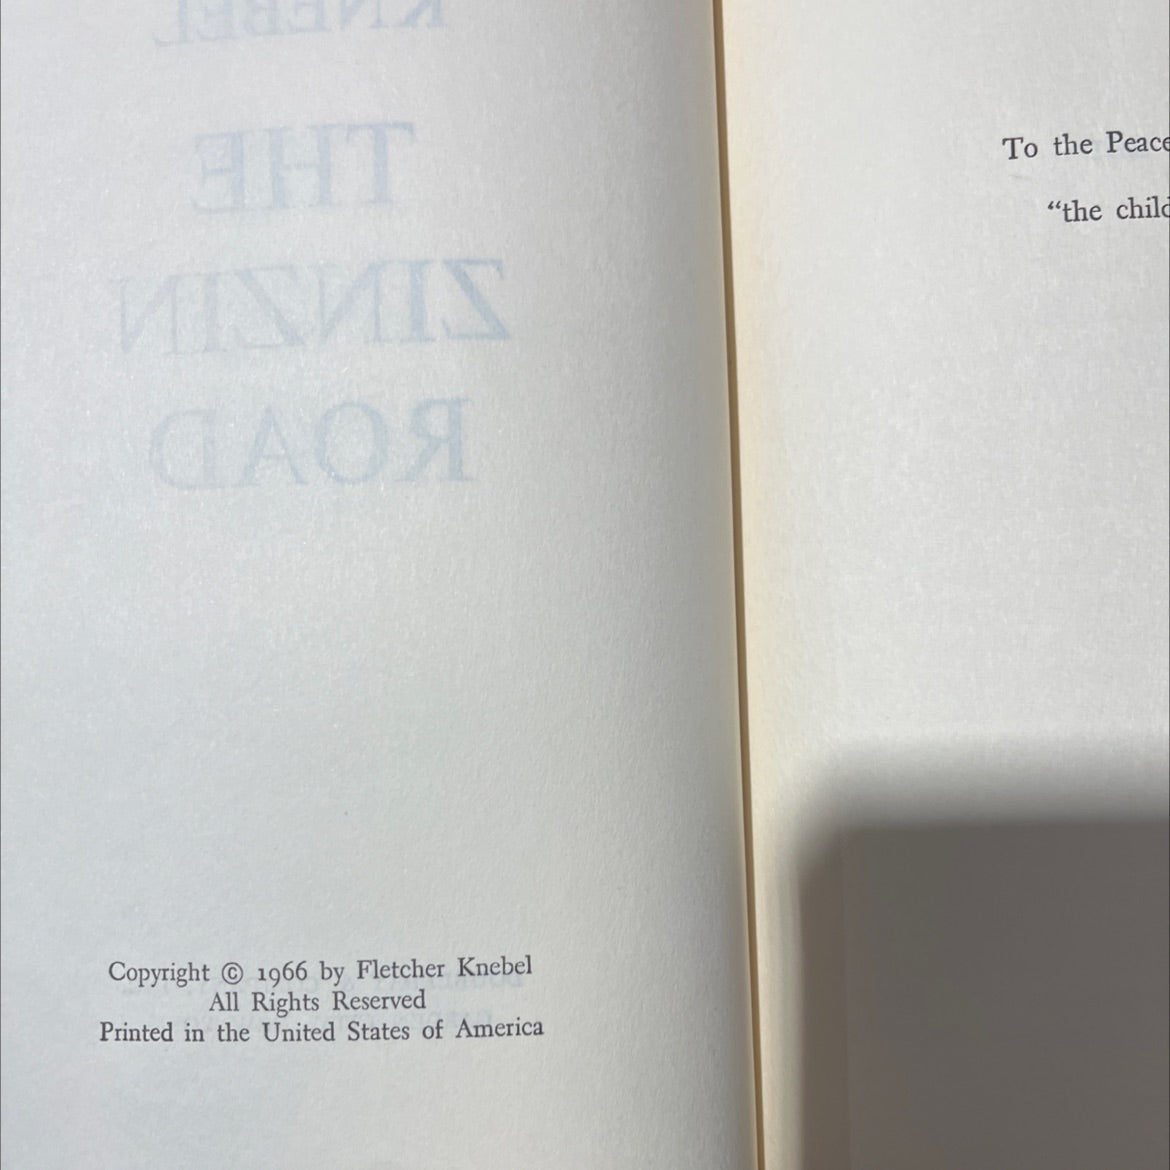 KNEBEL
THE
ZINZIN
ROAD
Copyright © 1966 by Fletcher Knebel
All Rights Reserved
Printed in the United States of America
To the Peace
"the child